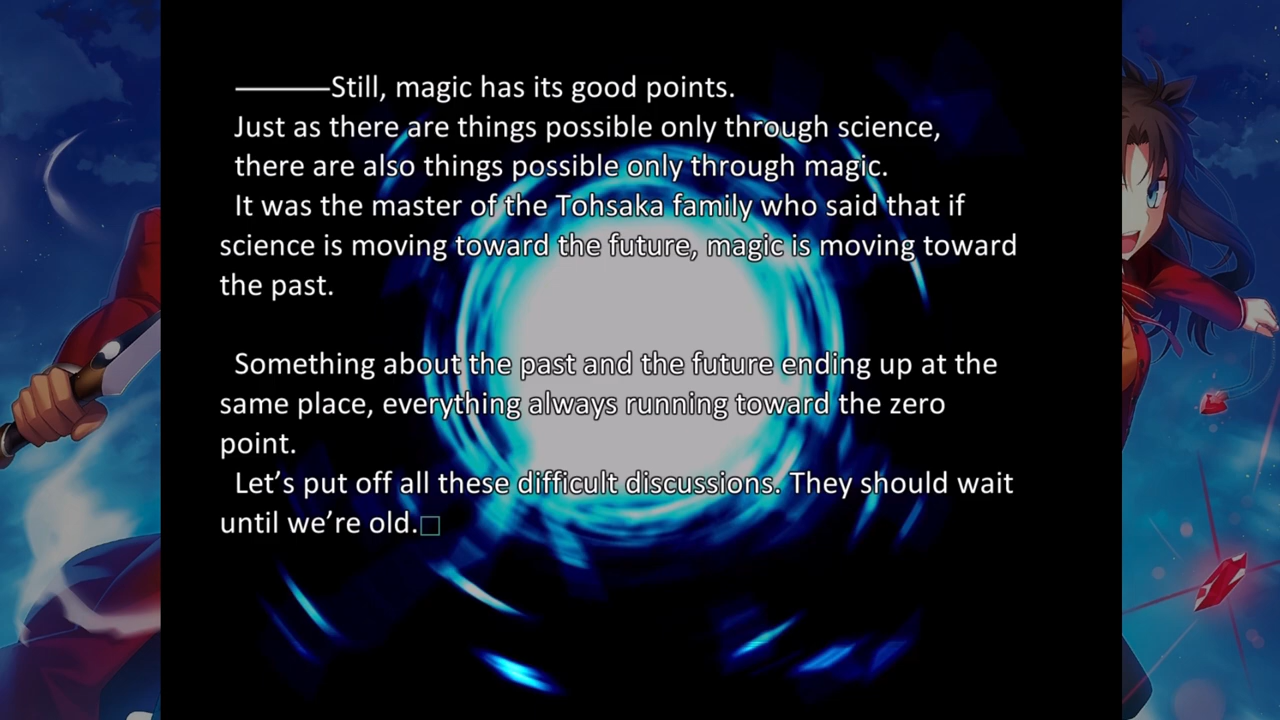 ———Still, magic has its good points.
Just as there are things possible only through science,
there are also things possible only through magic.
It was the master of the Tohsaka family who said that if
science is moving toward the future, magic is moving toward
the past.
Something about the past and the future ending up at the
same place, everything always running toward the zero
point.
Let’s put off all these difficult discussions. They should wait
until we’re old.